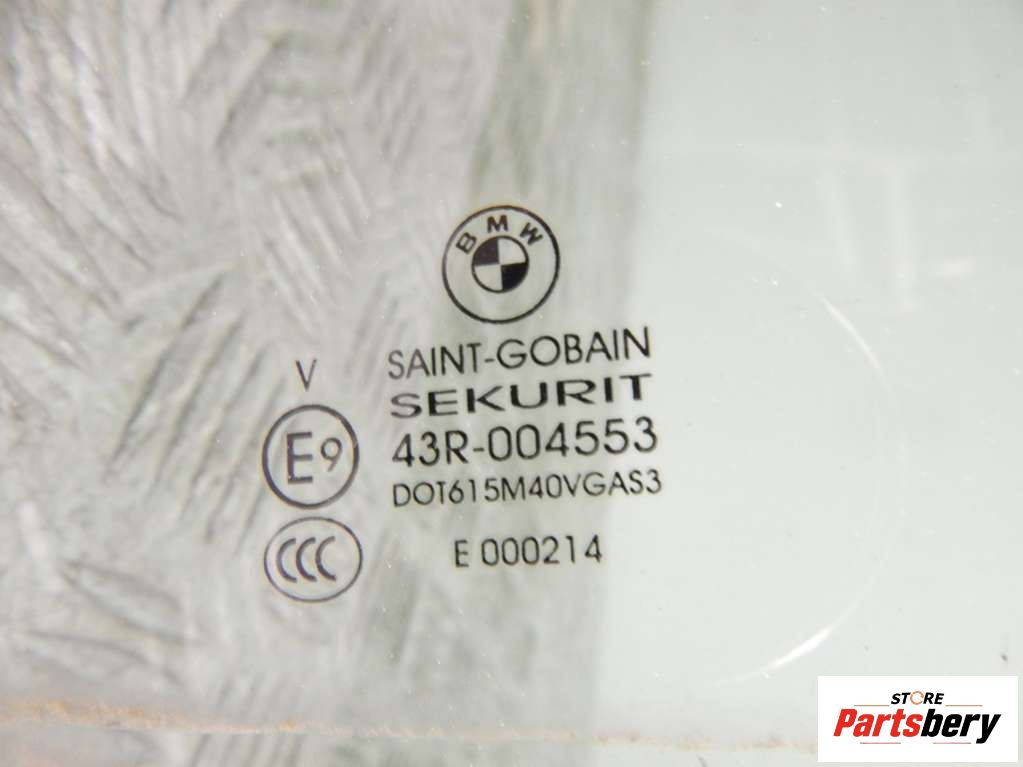 BMW
SAINT-GOBAIN
V
SEKURIT
E9
43R-004553
DOT615M40VGAS3
CCC
E 000214
STORE
Partsbery